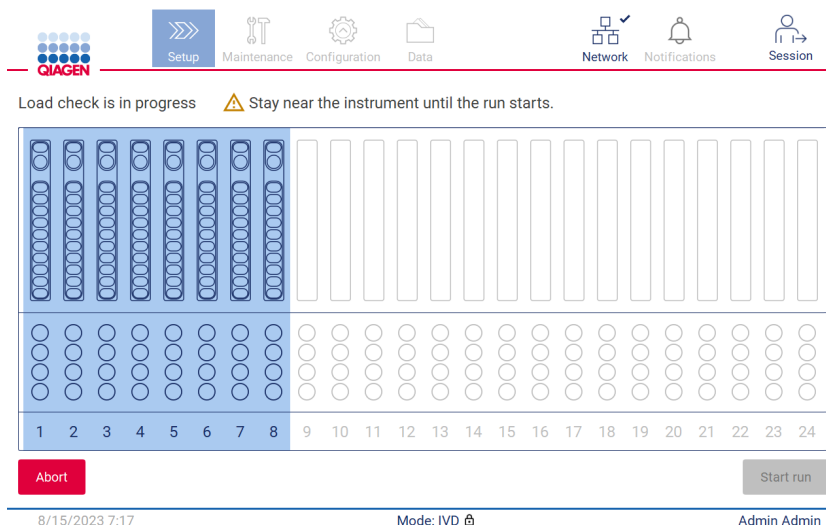 QIAGEN
Setup Maintenance Configuration Data Network Notifications Session
Load check is in progress Stay near the instrument until the run starts.
1 2 3 4 5 6 7 8 9 10 11 12 13 14 15 16 17 18 19 20 21 22 23 24
Abort Start run
8/15/2023 7:17 Mode: IVD Admin Admin